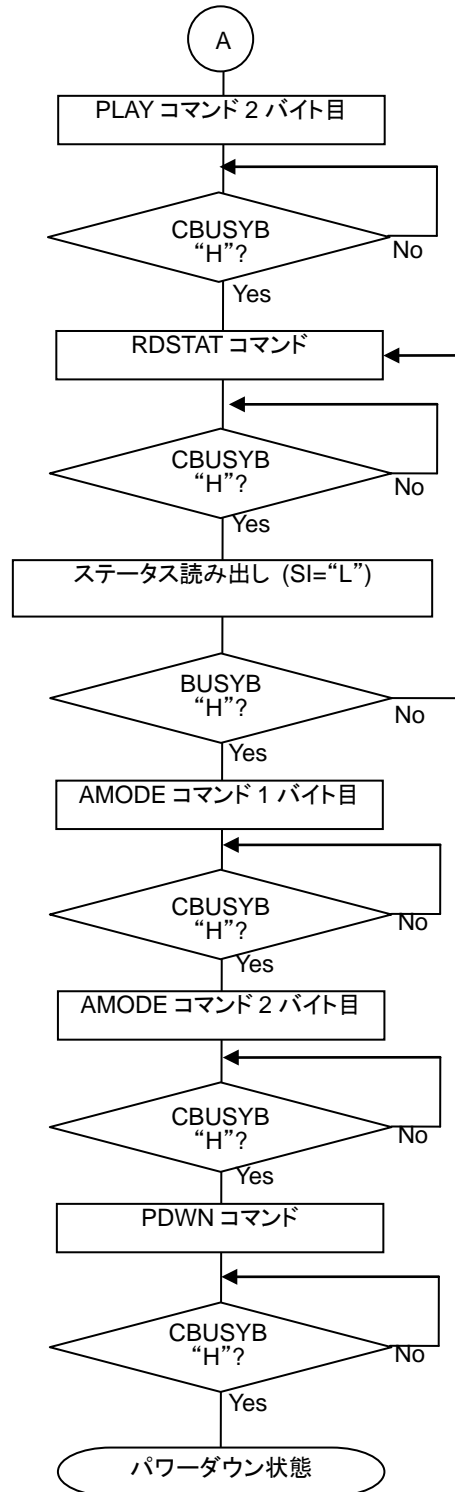 A
PLAY コマンド 2 バイト目
CBUSYB
“H”?
No
Yes
RDSTAT コマンド
CBUSYB
“H”?
No
Yes
ステータス読み出し (SI=“L”)
BUSYB
“H”?
No
Yes
AMODE コマンド 1 バイト目
CBUSYB
“H”?
No
Yes
AMODE コマンド 2 バイト目
CBUSYB
“H”?
No
Yes
PDWN コマンド
CBUSYB
“H”?
No
Yes
パワーダウン状態